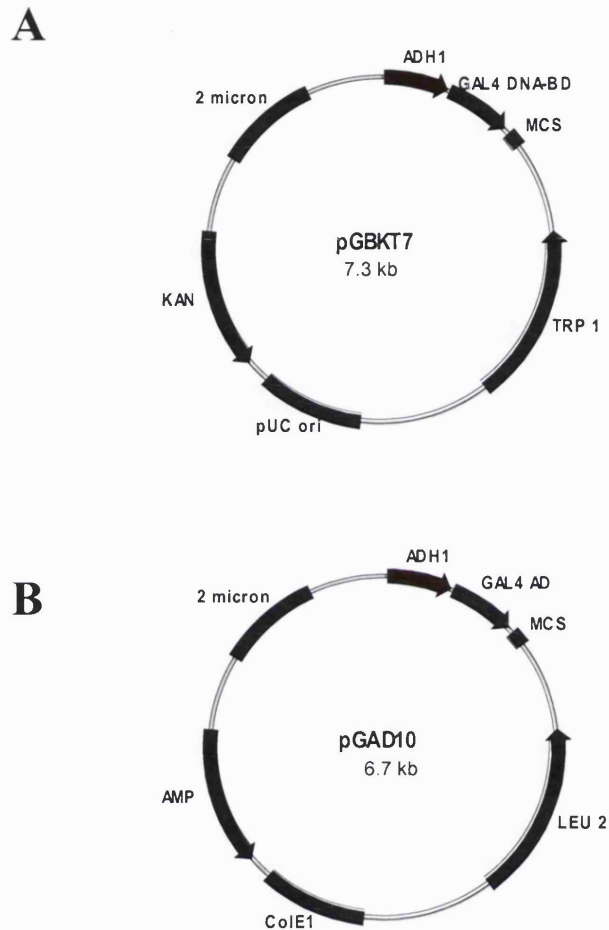 A
ADH1
GAL4 DNA-BD
MCS
2 micron
pGBKT7
7.3 kb
KAN
TRP 1
pUC ori
B
ADH1
GAL4 AD
MCS
2 micron
pGAD10
6.7 kb
AMP
LEU 2
ColE1